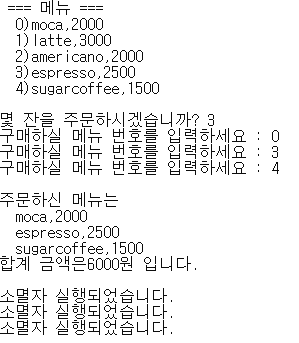 === 메뉴 ===
0)moca,2000
1)latte,3000
2)americano,2000
3)espresso,2500
4)sugarcoffee,1500
몇 잔을 주문하시겠습니까? 3
구매하실 메뉴 번호를 입력하세요 : 0
구매하실 메뉴 번호를 입력하세요 : 3
구매하실 메뉴 번호를 입력하세요 : 4
주문하신 메뉴는
moca,2000
espresso,2500
sugarcoffee,1500
합계 금액은6000원 입니다.
소멸자 실행되었습니다.
소멸자 실행되었습니다.
소멸자 실행되었습니다.